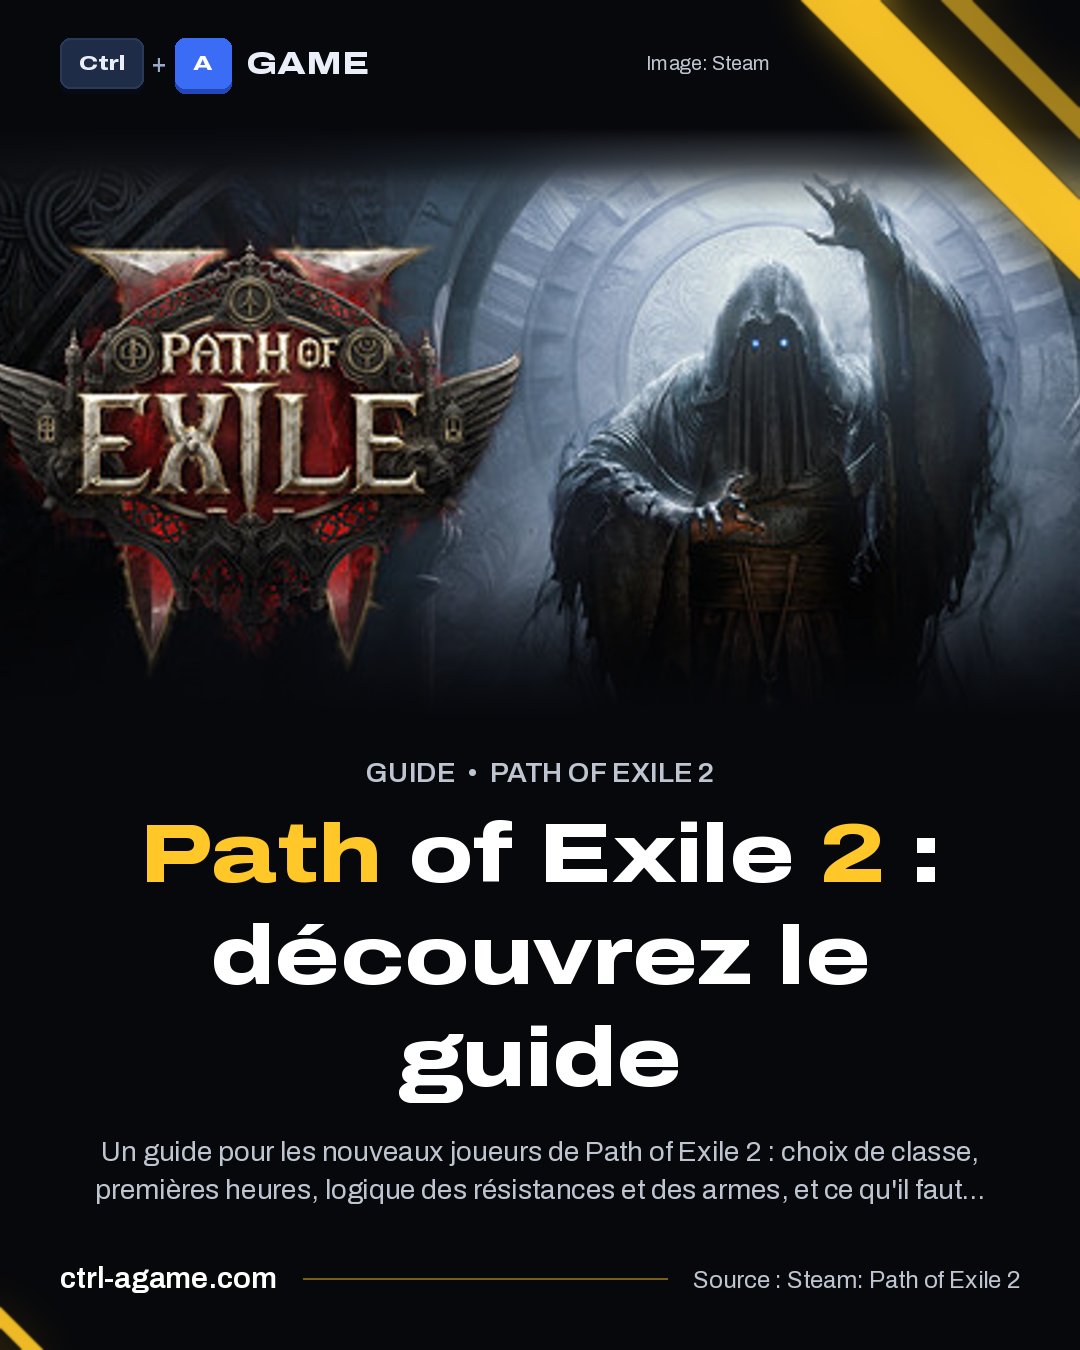 Ctrl + A GAME
Image: Steam
PATH OF
EXILE
II
GUIDE • PATH OF EXILE 2
Path of Exile 2 :
découvrez le
guide
Un guide pour les nouveaux joueurs de Path of Exile 2 : choix de classe,
premières heures, logique des résistances et des armes, et ce qu'il faut...
ctrl-agame.com
Source : Steam: Path of Exile 2